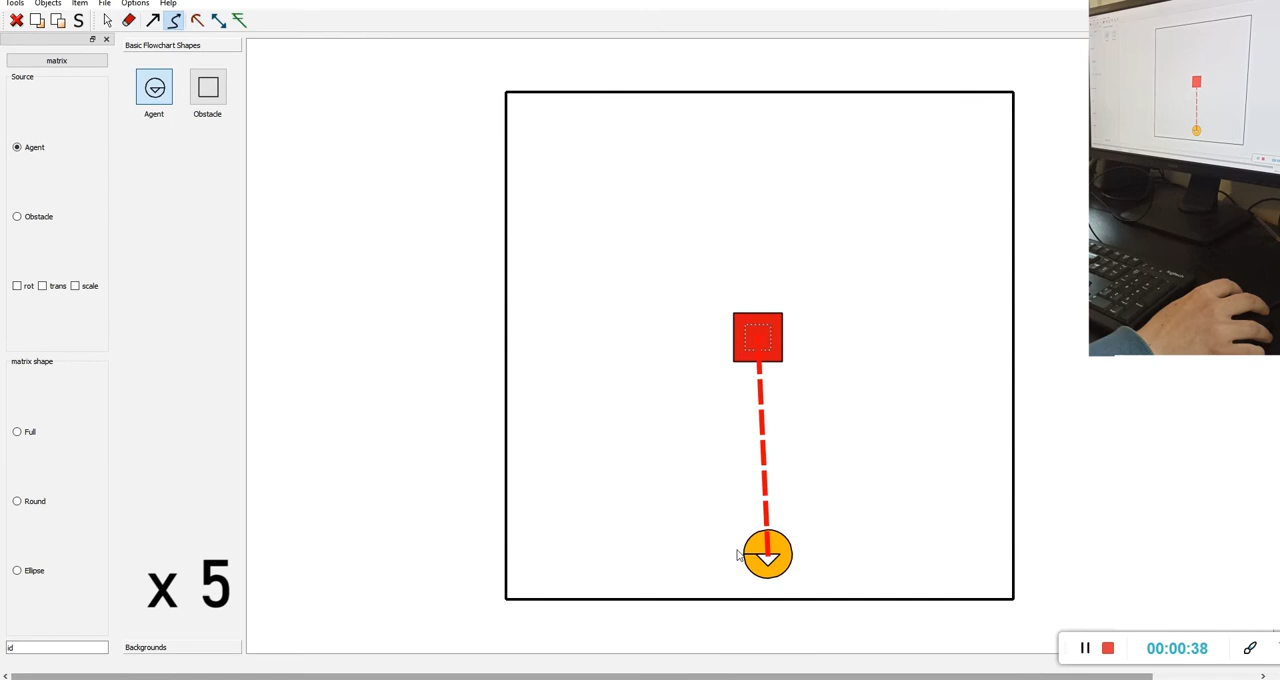 Tools Objects Item File Options Help
S
matrix
Source
Agent
Obstacle
rot trans scale
matrix shape
Full
Round
Ellipse
id
Basic Flowchart Shapes
Agent Obstacle
x 5
Backgrounds
00:00:38